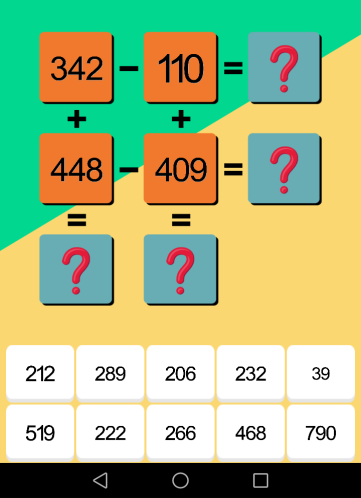 342 – 110 = ?
+ +
448 – 409 = ?
= =
? ?
212 289 206 232 39
519 222 266 468 790